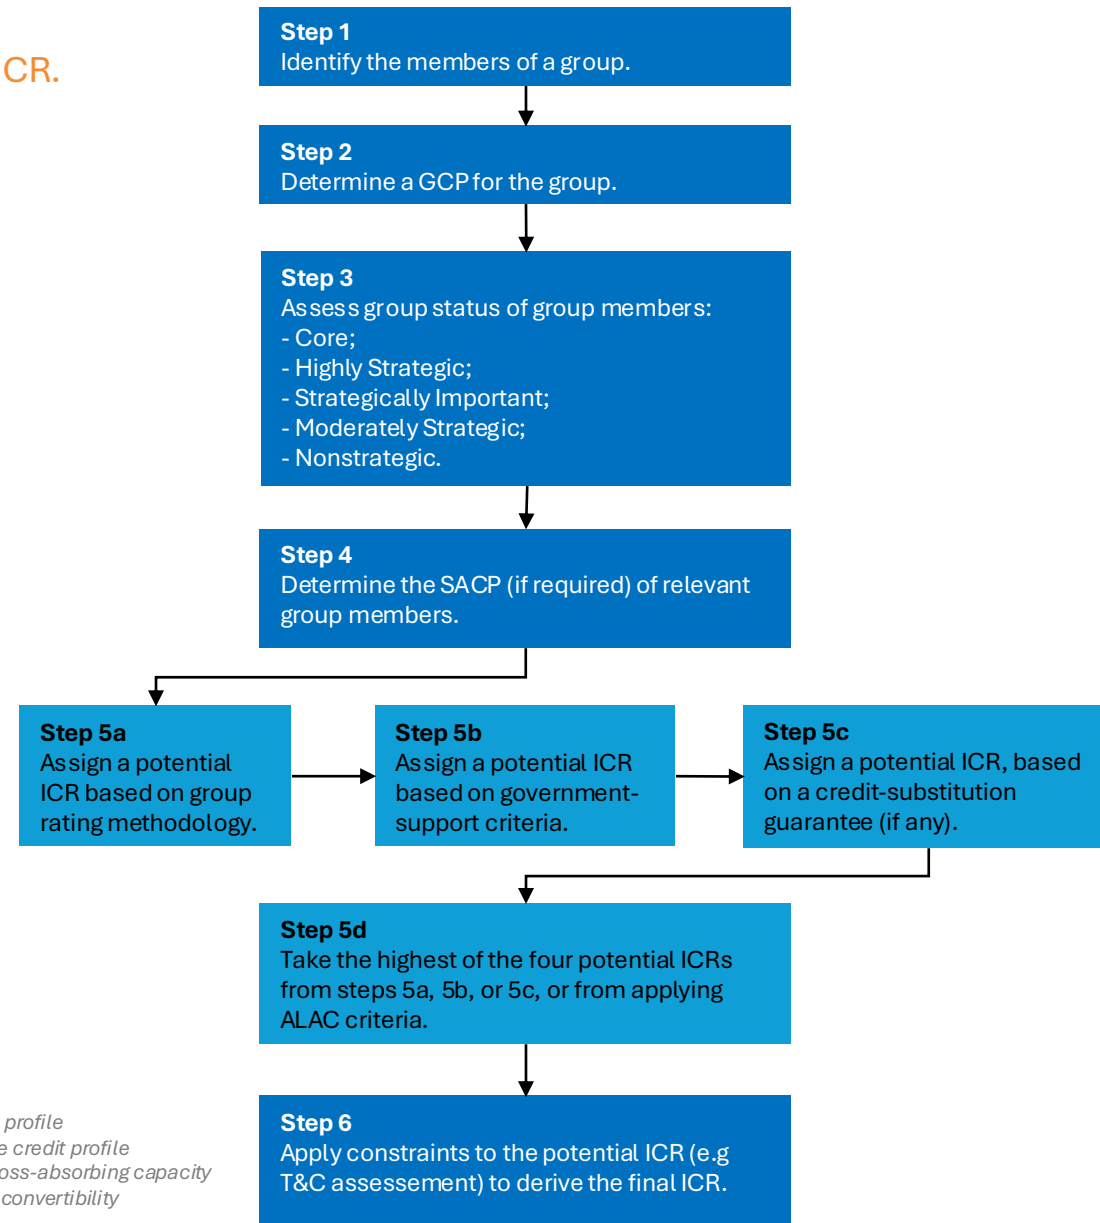 CR.
Step 1
Identify the members of a group.
Step 2
Determine a GCP for the group.
Step 3
Assess group status of group members:
- Core;
- Highly Strategic;
- Strategically Important;
- Moderately Strategic;
- Nonstrategic.
Step 4
Determine the SACP (if required) of relevant
group members.
Step 5a
Assign a potential
ICR based on group
rating methodology.
Step 5b
Assign a potential ICR
based on government-
support criteria.
Step 5c
Assign a potential ICR, based
on a credit-substitution
guarantee (if any).
Step 5d
Take the highest of the four potential ICRs
from steps 5a, 5b, or 5c, or from applying
ALAC criteria.
Step 6
Apply constraints to the potential ICR (e.g
T&C assessement) to derive the final ICR.
profile
credit profile
oss-absorbing capacity
convertibility